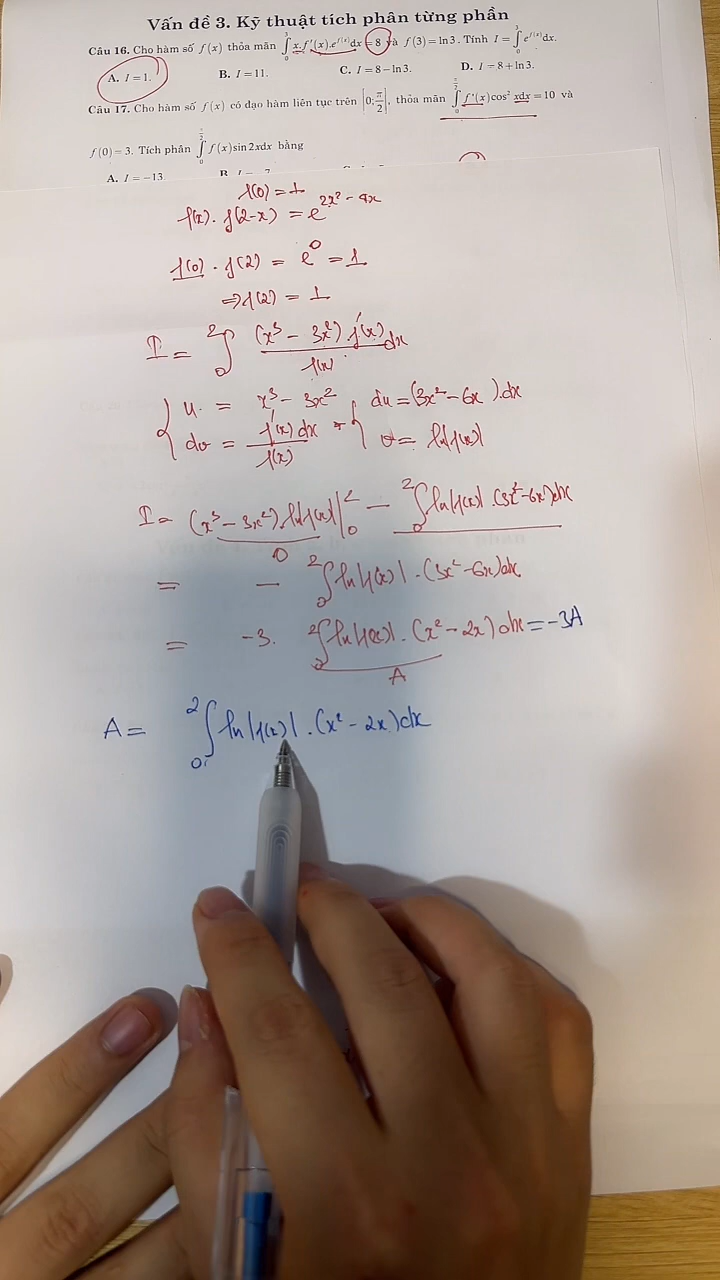 Vấn đề 3. Kỹ thuật tích phân từng phần
Câu 16. Cho hàm số f(x) thỏa mãn ∫₀³ x.f'(x).e^{f(x)}dx = 8 và f(3) = ln3. Tính I = ∫₀³ e^{f(x)}dx.
A. I = 1. B. I = 11. C. I = 8 − ln3. D. I = 8 + ln3.
Câu 17. Cho hàm số f(x) có đạo hàm liên tục trên [0; π/2], thỏa mãn ∫₀^{π/2} f'(x)cos² xdx = 10 và
f(0) = 3. Tích phân ∫₀^{π/2} f(x)sin2xdx bằng
A. I = −13.
f(0) = 1
f(x). f(2-x) = e^{2x² - 4x}
f(0) . f(2) = e⁰ = 1
⇒ f(2) = 1
I = ∫₀² (x³ - 3x²) f'(x) / f(x) dx
{ u = x³ - 3x² { du = (3x² - 6x).dx
dv = f'(x) dx / f(x) v = ln|f(x)|
I = (x³ - 3x²).ln|f(x)| |₀² - ∫₀² ln|f(x)| .(3x² - 6x)dx
0
= - ∫₀² ln|f(x)| . (3x² - 6x)dx
= -3. ∫₀² ln|f(x)| . (x² - 2x)dx = -3A
A
A = ∫₀² ln|f(x)| . (x² - 2x)dx